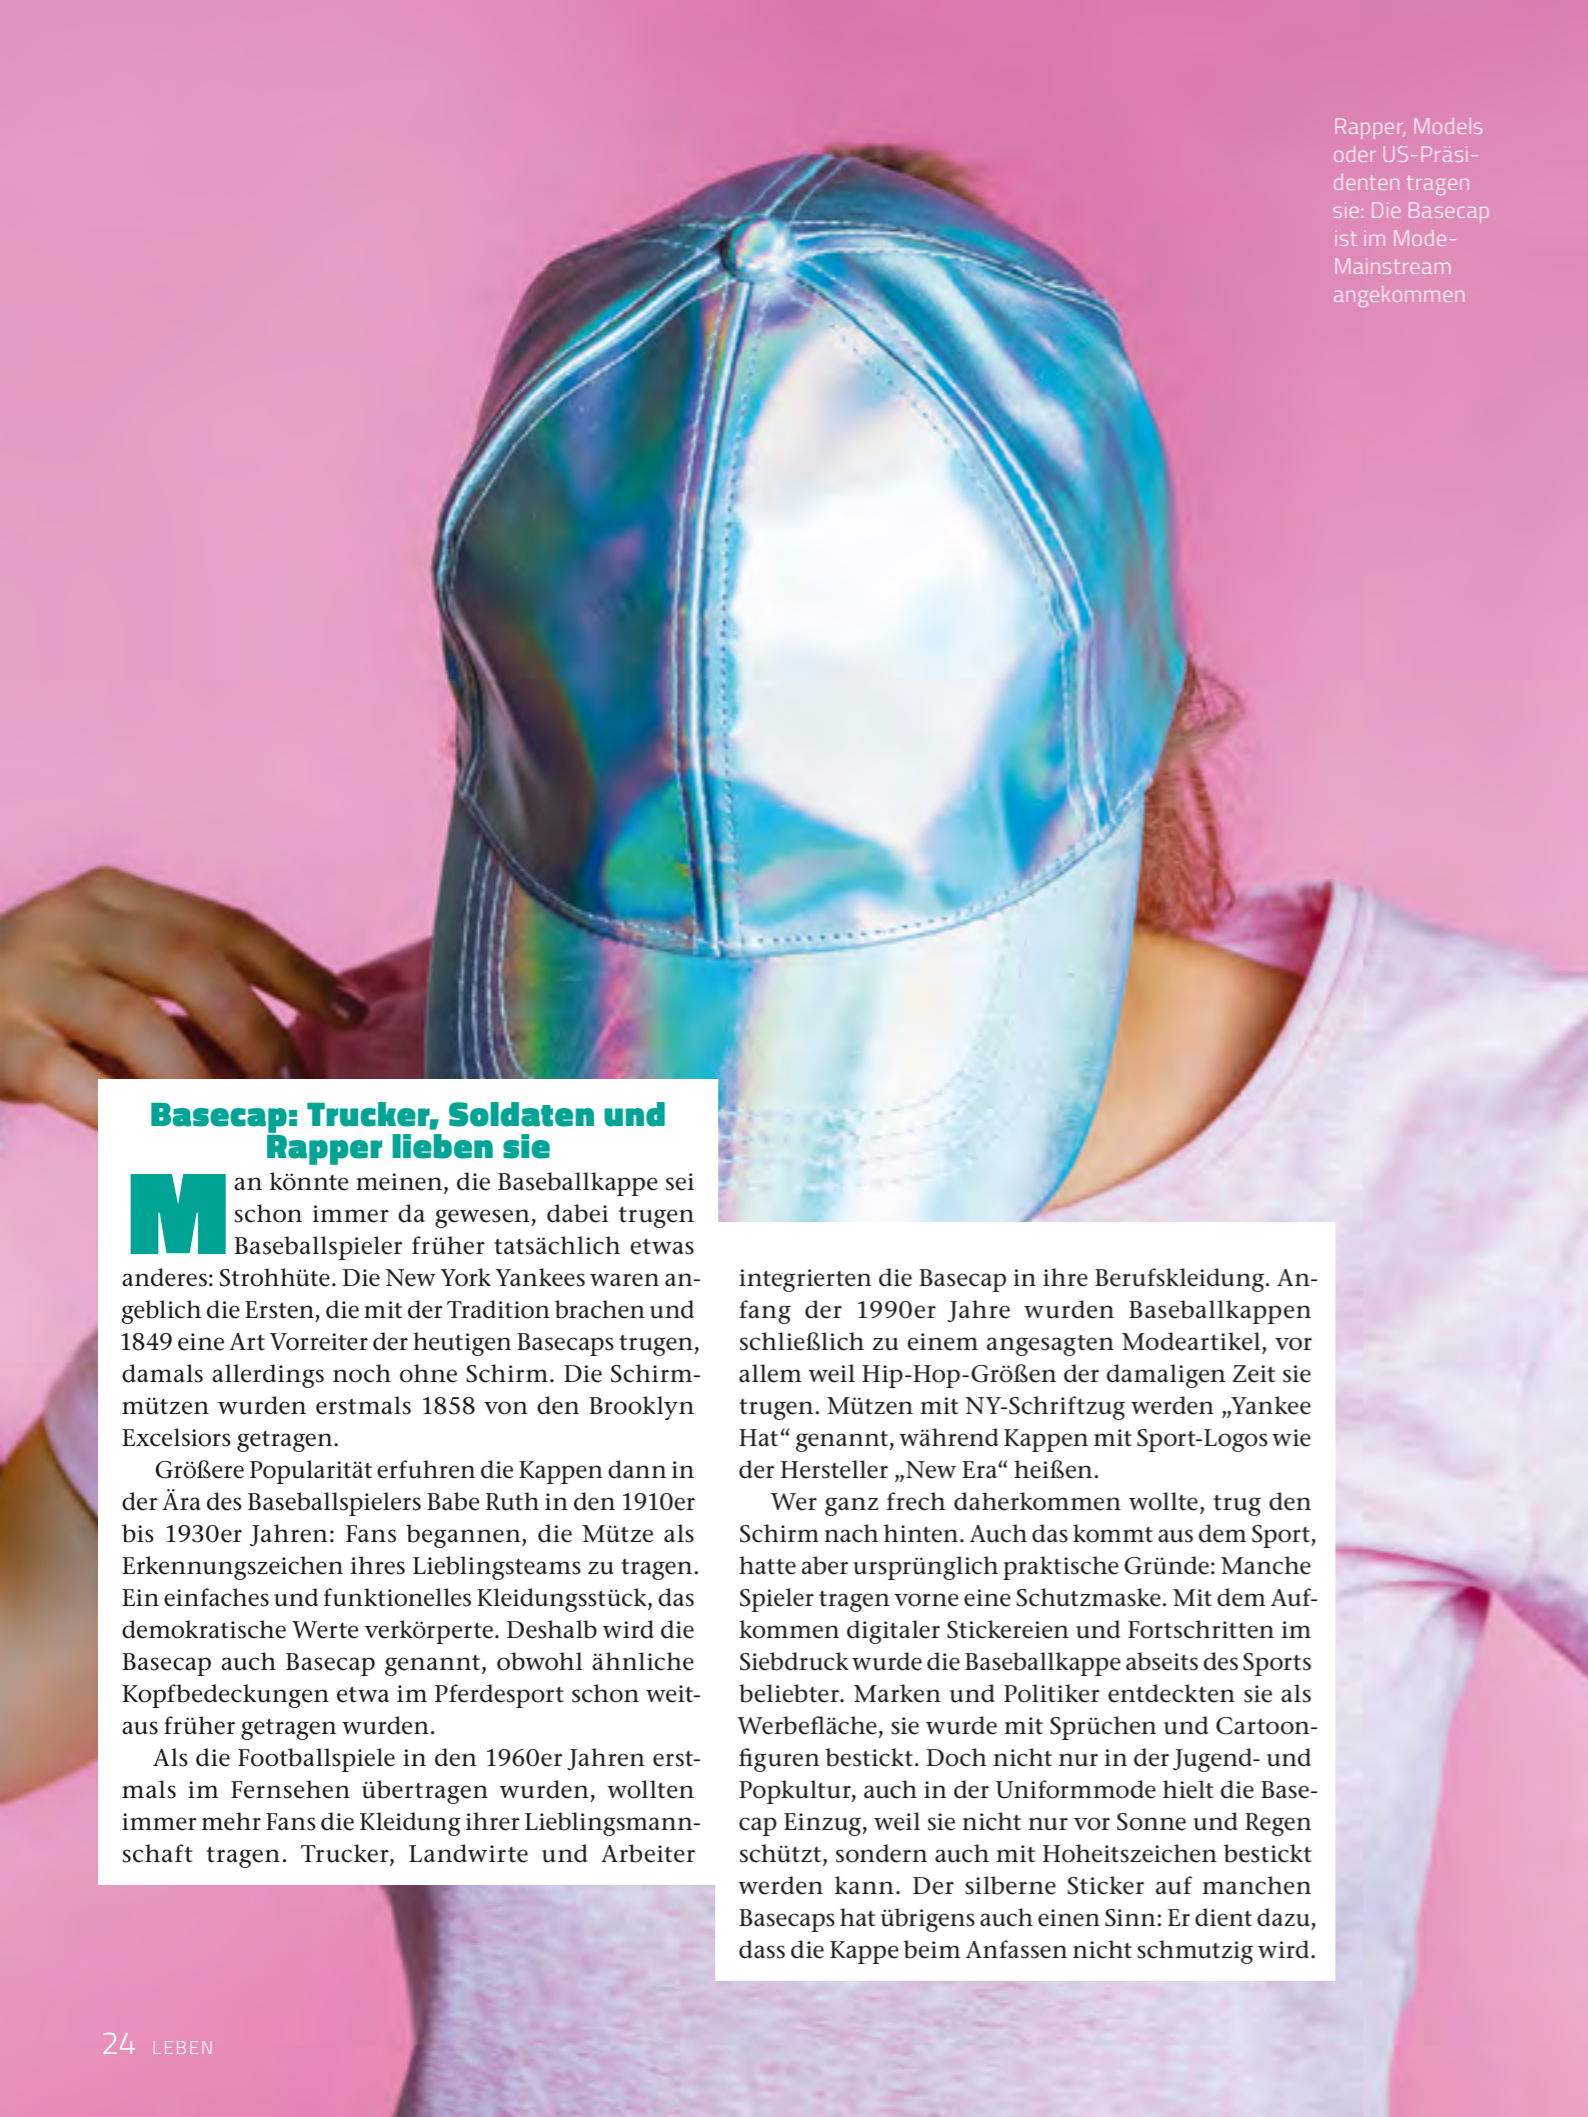 Rapper, Models
oder US-Präsi-
denten tragen
sie: Die Basecap
ist im Mode-
Mainstream
angekommen
Basecap: Trucker, Soldaten und
Rapper lieben sie
Man könnte meinen, die Baseballkappe sei
schon immer da gewesen, dabei trugen
Baseballspieler früher tatsächlich etwas
anderes: Strohhüte. Die New York Yankees waren an-
geblich die Ersten, die mit der Tradition brachen und
1849 eine Art Vorreiter der heutigen Basecaps trugen,
damals allerdings noch ohne Schirm. Die Schirm-
mützen wurden erstmals 1858 von den Brooklyn
Excelsiors getragen.
Größere Popularität erfuhren die Kappen dann in
der Ära des Baseballspielers Babe Ruth in den 1910er
bis 1930er Jahren: Fans begannen, die Mütze als
Erkennungszeichen ihres Lieblingsteams zu tragen.
Ein einfaches und funktionelles Kleidungsstück, das
demokratische Werte verkörperte. Deshalb wird die
Basecap auch Basecap genannt, obwohl ähnliche
Kopfbedeckungen etwa im Pferdesport schon weit-
aus früher getragen wurden.
Als die Footballspiele in den 1960er Jahren erst-
mals im Fernsehen übertragen wurden, wollten
immer mehr Fans die Kleidung ihrer Lieblingsmann-
schaft tragen. Trucker, Landwirte und Arbeiter
integrierten die Basecap in ihre Berufskleidung. An-
fang der 1990er Jahre wurden Baseballkappen
schließlich zu einem angesagten Modeartikel, vor
allem weil Hip-Hop-Größen der damaligen Zeit sie
trugen. Mützen mit NY-Schriftzug werden „Yankee
Hat“ genannt, während Kappen mit Sport-Logos wie
der Hersteller „New Era“ heißen.
Wer ganz frech daherkommen wollte, trug den
Schirm nach hinten. Auch das kommt aus dem Sport,
hatte aber ursprünglich praktische Gründe: Manche
Spieler tragen vorne eine Schutzmaske. Mit dem Auf-
kommen digitaler Stickereien und Fortschritten im
Siebdruck wurde die Baseballkappe abseits des Sports
beliebter. Marken und Politiker entdeckten sie als
Werbefläche, sie wurde mit Sprüchen und Cartoon-
figuren bestickt. Doch nicht nur in der Jugend- und
Popkultur, auch in der Uniformmode hielt die Base-
cap Einzug, weil sie nicht nur vor Sonne und Regen
schützt, sondern auch mit Hoheitszeichen bestickt
werden kann. Der silberne Sticker auf manchen
Basecaps hat übrigens auch einen Sinn: Er dient dazu,
dass die Kappe beim Anfassen nicht schmutzig wird.
24 LEBEN